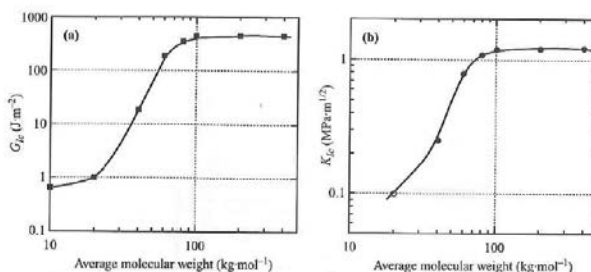 (a)
1000
100
10
1
0.1
G_Ic (J·m⁻²)
10
100
Average molecular weight (kg·mol⁻¹)
(b)
1
0.1
K_Ic (MPa·m^1/2)
10
100
Average molecular weight (kg·mol⁻¹)